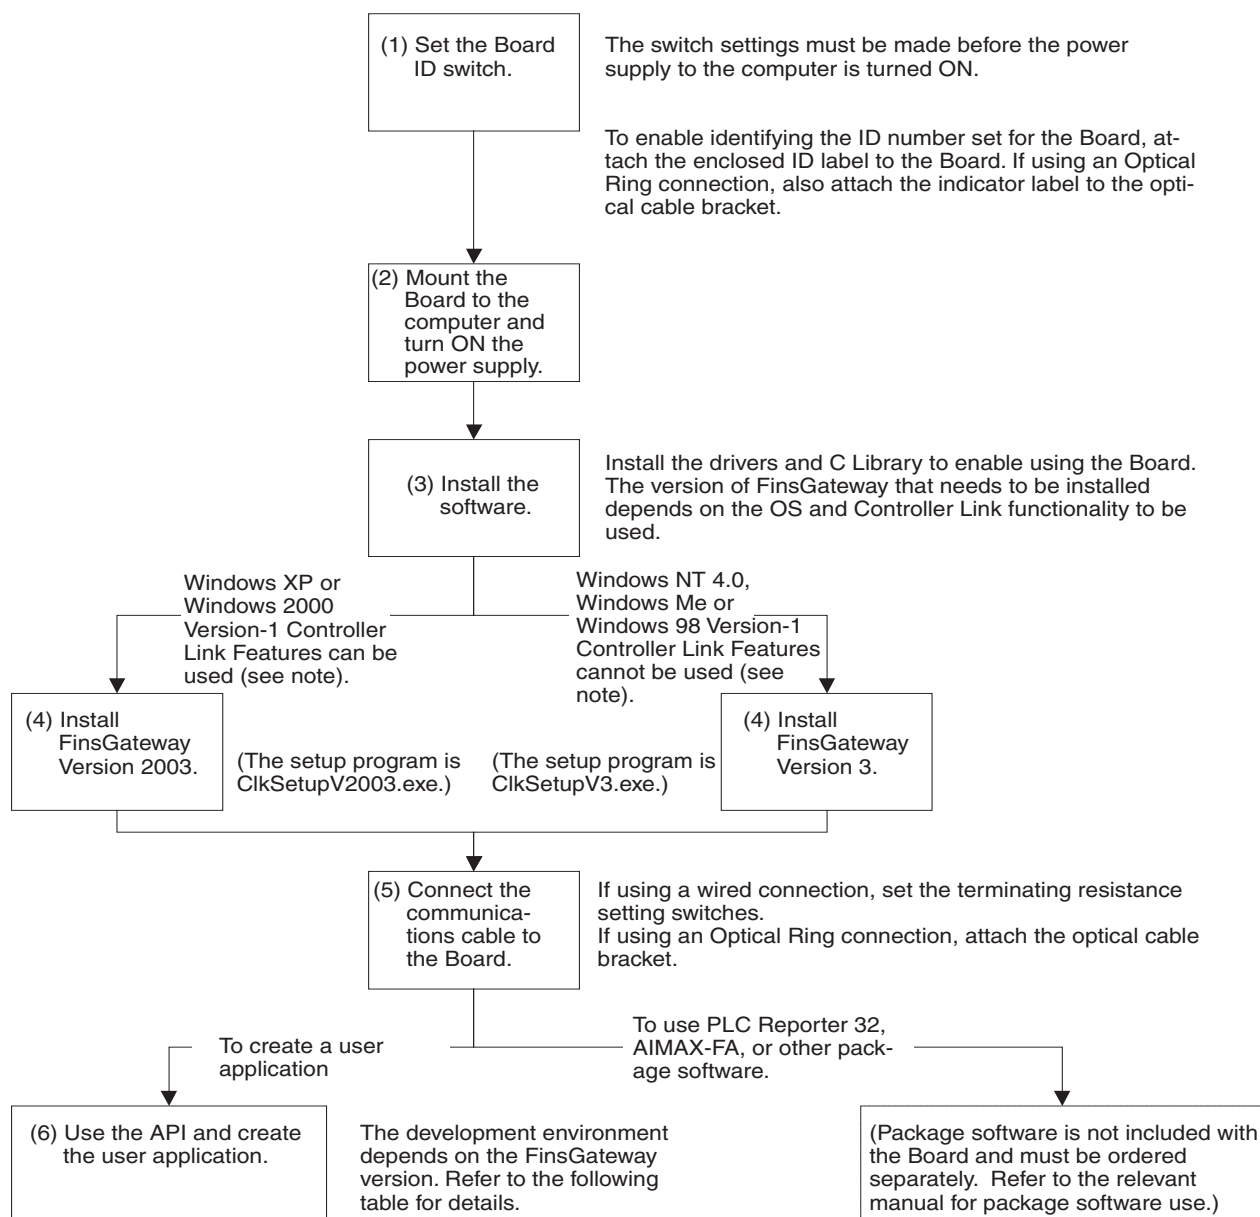 (1) Set the Board
ID switch.
The switch settings must be made before the power
supply to the computer is turned ON.
To enable identifying the ID number set for the Board, at-
tach the enclosed ID label to the Board. If using an Optical
Ring connection, also attach the indicator label to the opti-
cal cable bracket.
(2) Mount the
Board to the
computer and
turn ON the
power supply.
(3) Install the
software.
Install the drivers and C Library to enable using the Board.
The version of FinsGateway that needs to be installed
depends on the OS and Controller Link functionality to be
used.
Windows XP or
Windows 2000
Version-1 Controller
Link Features can be
used (see note).
Windows NT 4.0,
Windows Me or
Windows 98 Version-1
Controller Link Features
cannot be used (see
note).
(4) Install
FinsGateway
Version 2003.
(The setup program is
ClkSetupV2003.exe.)
(The setup program is
ClkSetupV3.exe.)
(4) Install
FinsGateway
Version 3.
(5) Connect the
communica-
tions cable to
the Board.
If using a wired connection, set the terminating resistance
setting switches.
If using an Optical Ring connection, attach the optical cable
bracket.
To create a user
application
To use PLC Reporter 32,
AIMAX-FA, or other pack-
age software.
(6) Use the API and create
the user application.
The development environment
depends on the FinsGateway
version. Refer to the following
table for details.
(Package software is not included with
the Board and must be ordered
separately.  Refer to the relevant
manual for package software use.)